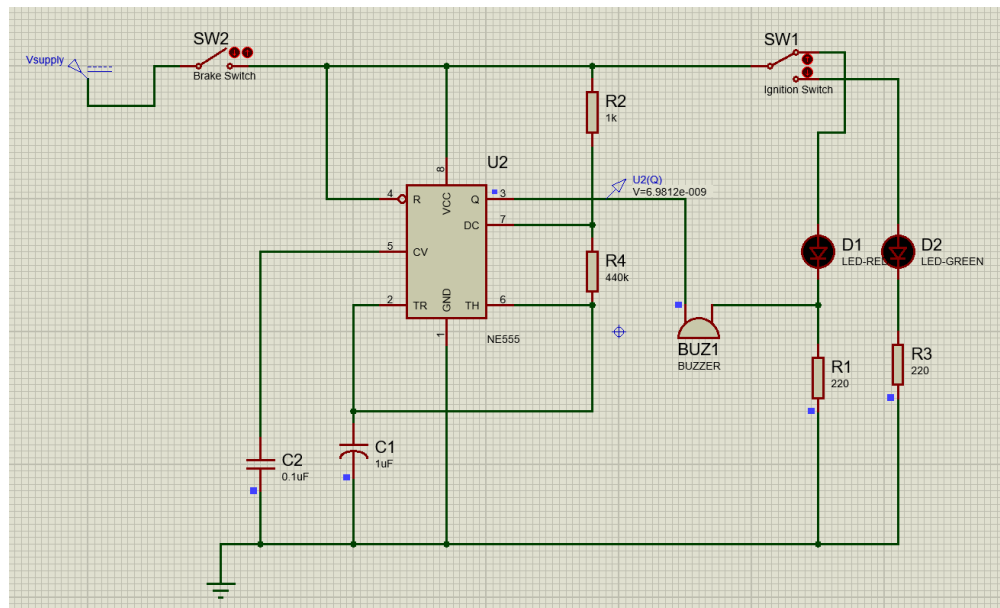 SW2
Vsupply
Brake Switch
SW1
Ignition Switch
R2
1k
U2
U2(Q)
V=6.9812e-009
8
VCC
4
R
Q
3
DC
7
5
CV
R4
440k
2
TR
GND
TH
6
1
NE555
D1
LED-RED
D2
LED-GREEN
BUZ1
BUZZER
R1
220
R3
220
C2
0.1uF
C1
1uF